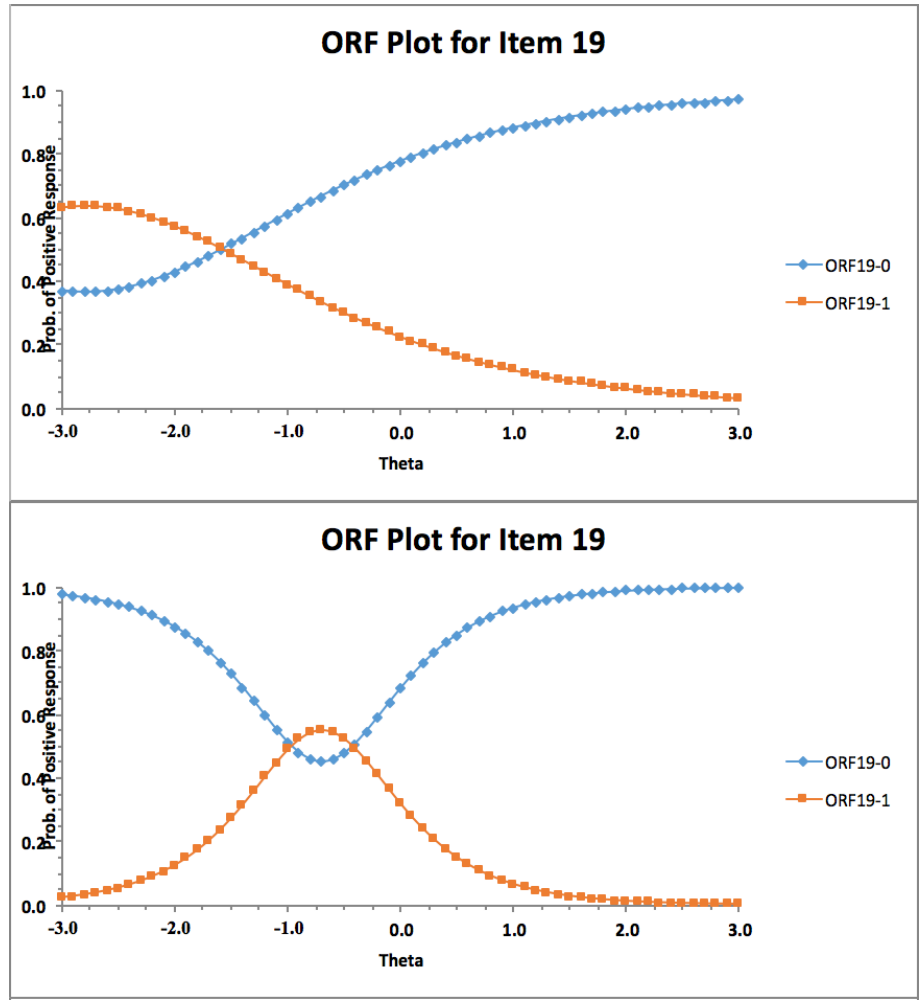 ORF Plot for Item 19
Prob. of Positive Response
1.0
0.8
0.6
0.4
0.2
0.0
-3.0 -2.0 -1.0 0.0 1.0 2.0 3.0
Theta
ORF19-0
ORF19-1
ORF Plot for Item 19
Prob. of Positive Response
1.0
0.8
0.6
0.4
0.2
0.0
-3.0 -2.0 -1.0 0.0 1.0 2.0 3.0
Theta
ORF19-0
ORF19-1